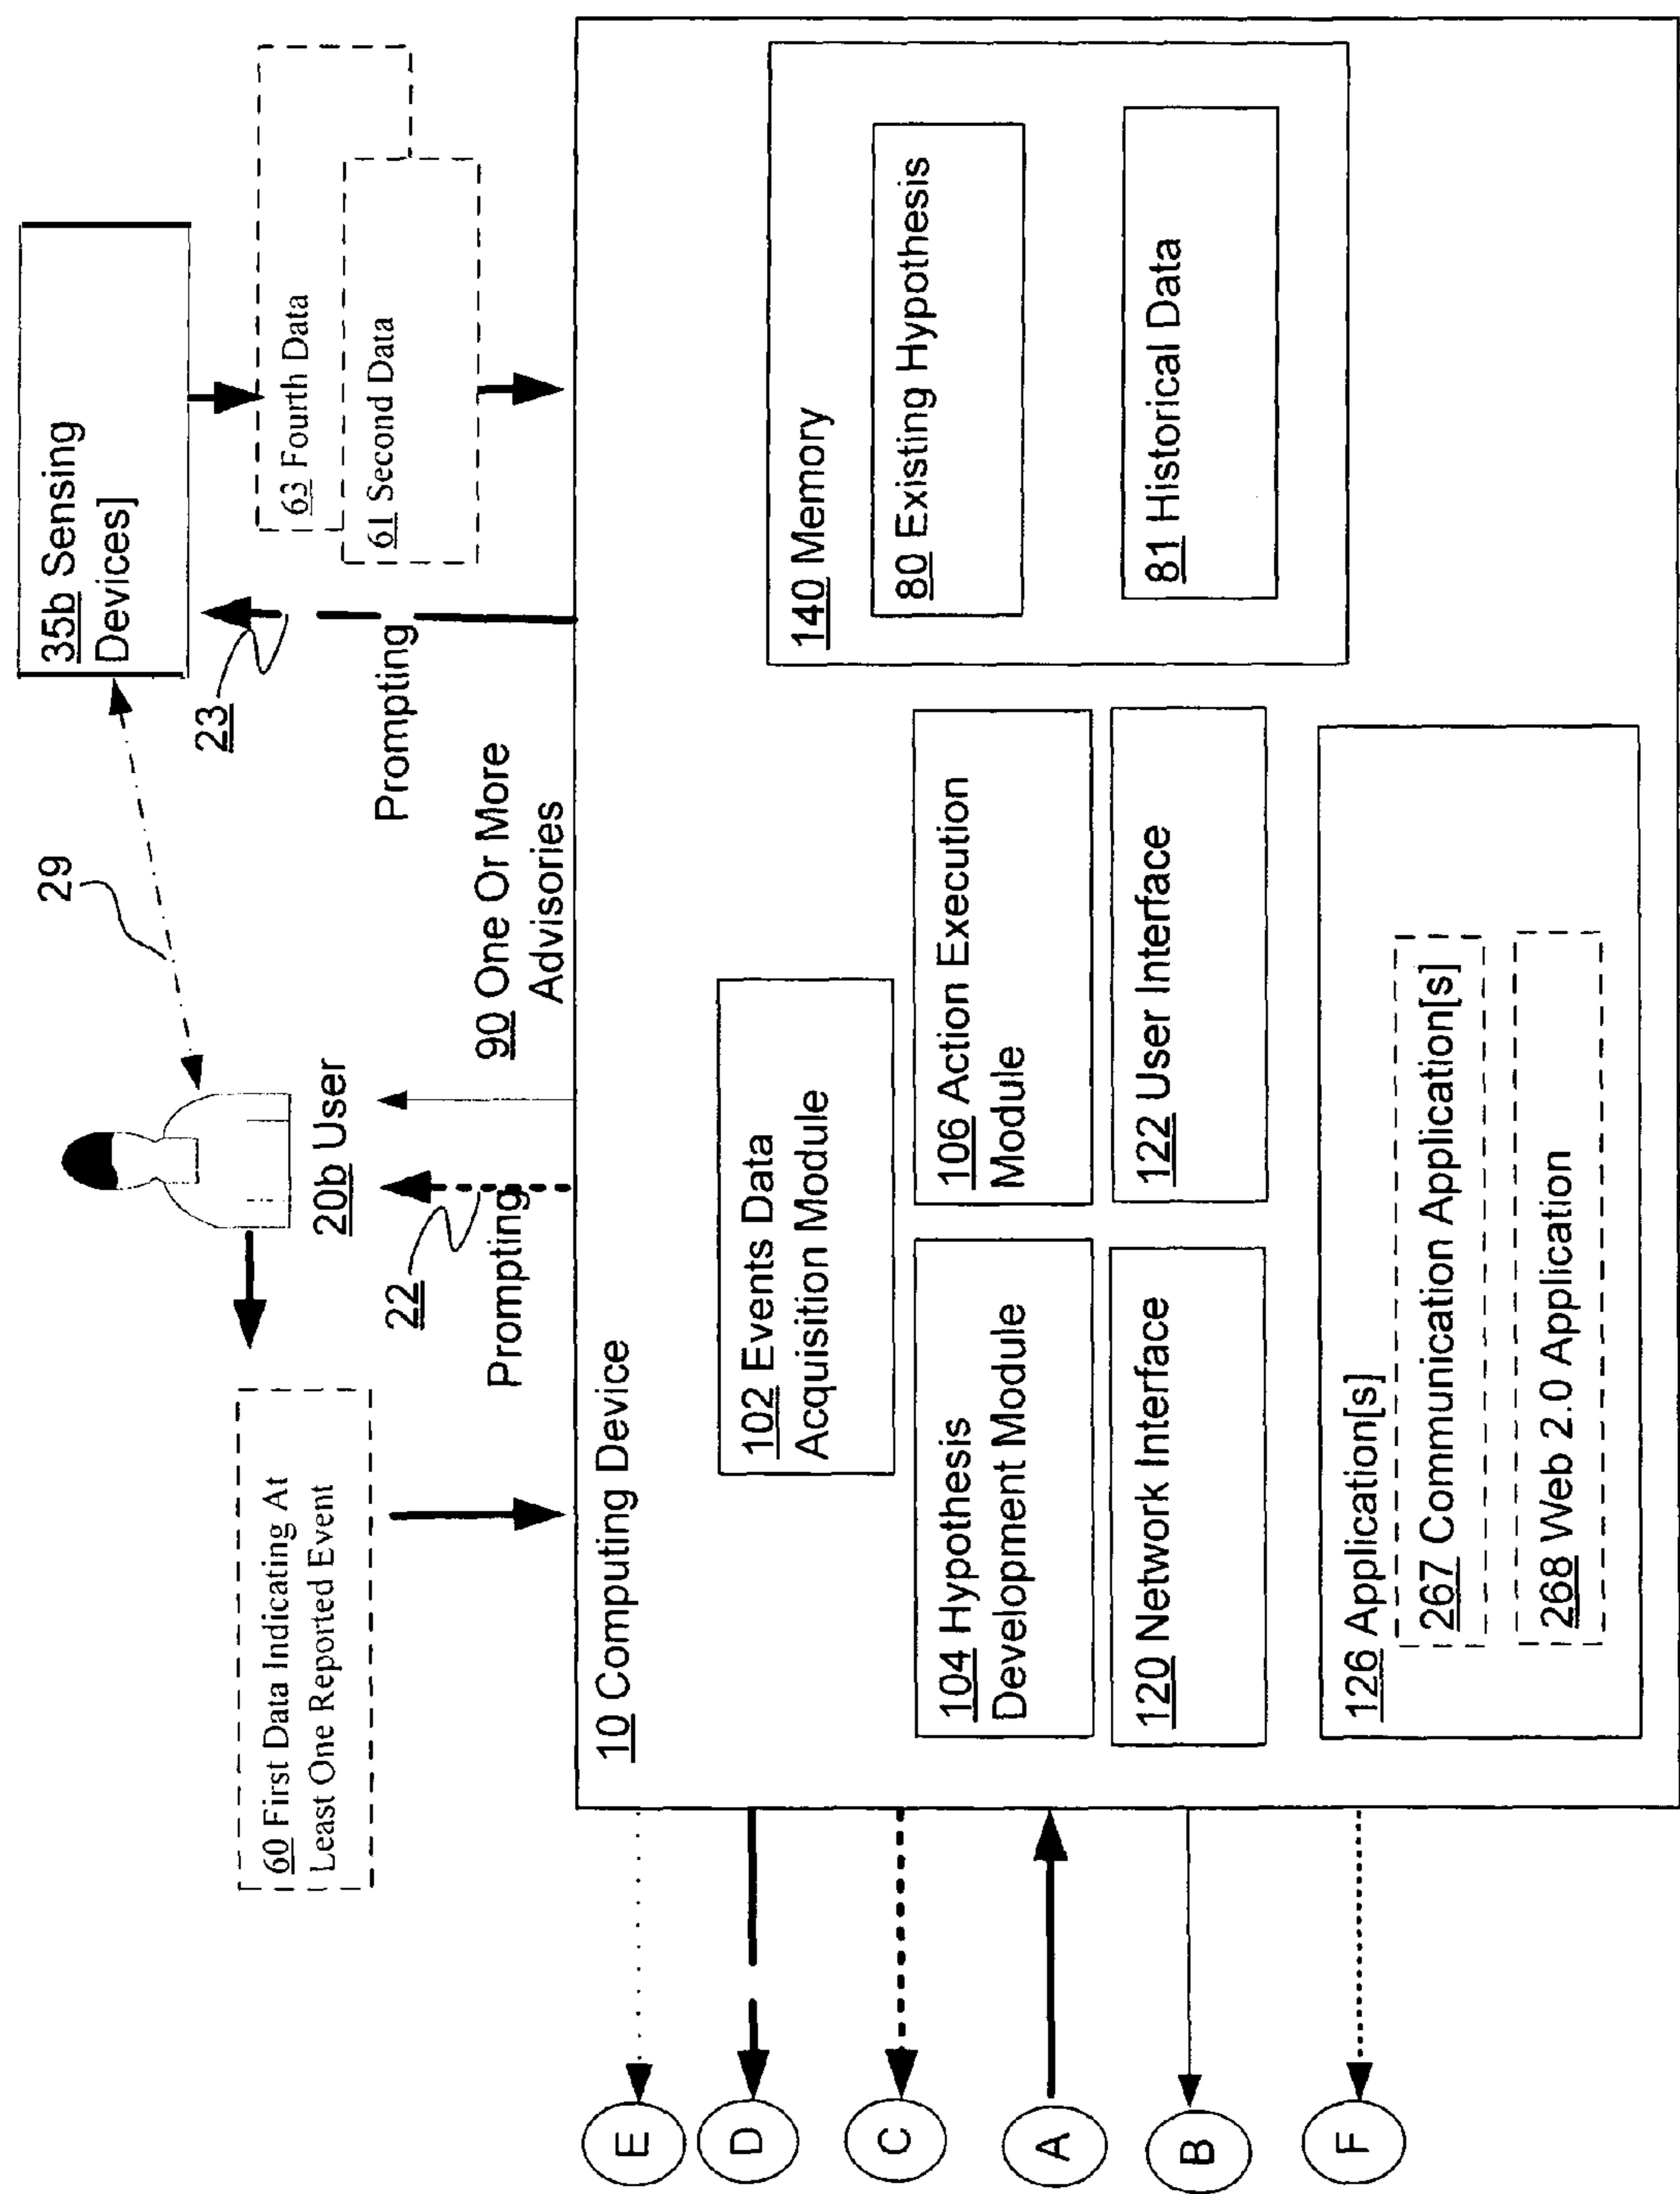 35b Sensing
Devices]
29
20b User
23
63 Fourth Data
61 Second Data
60 First Data Indicating At
Least One Reported Event
22
Prompting
90 One Or More
Advisories
Prompting
10 Computing Device
102 Events Data
Acquisition Module
104 Hypothesis
Development Module
106 Action Execution
Module
120 Network Interface
122 User Interface
126 Application[s]
267 Communication Application[s]
268 Web 2.0 Application
140 Memory
80 Existing Hypothesis
81 Historical Data
E
D
C
A
B
F